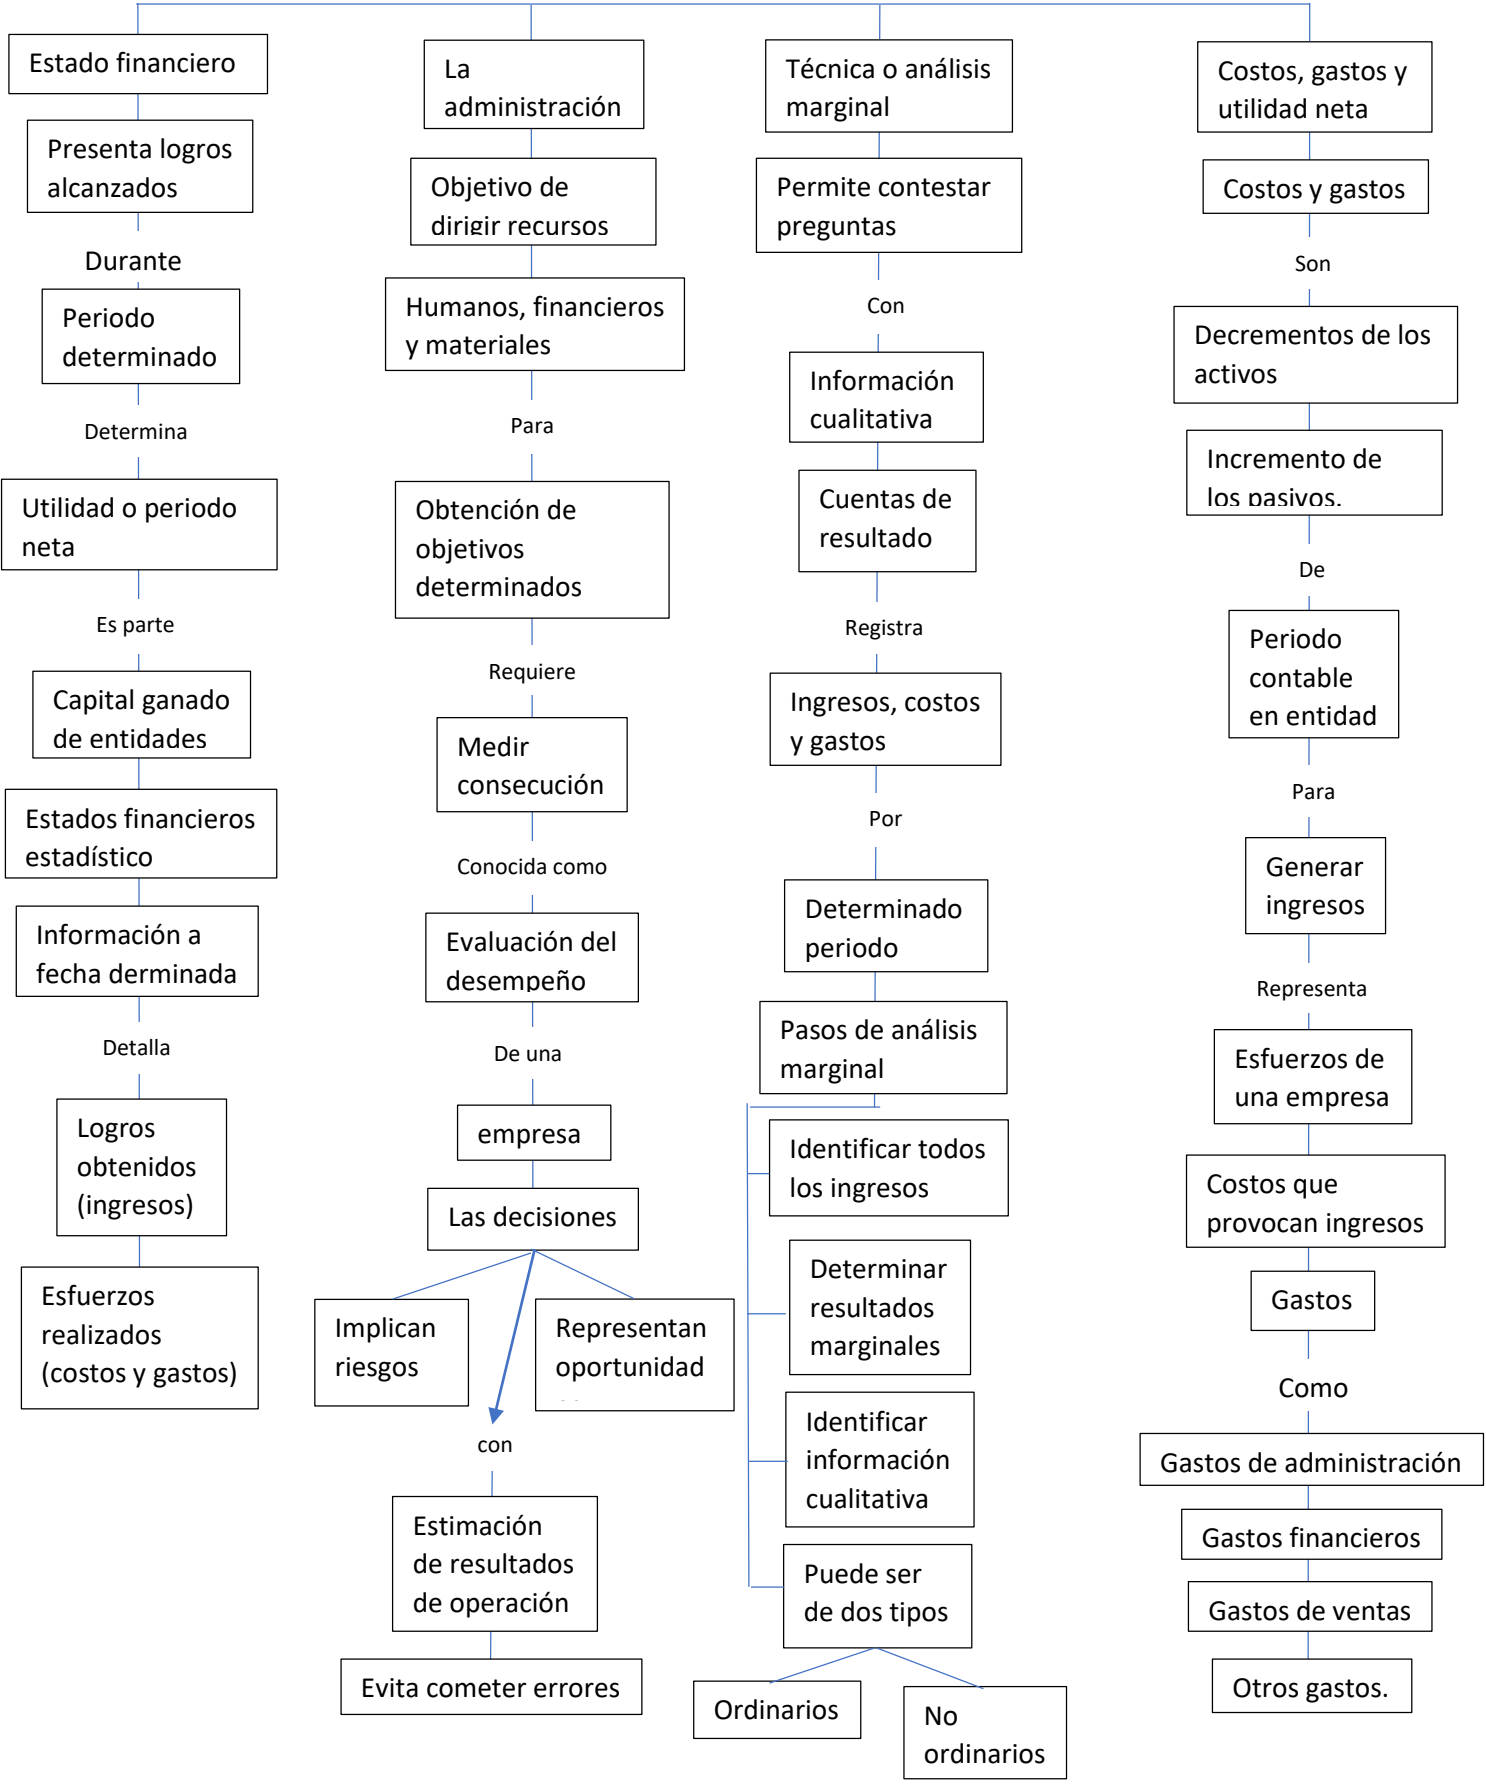 Estado financiero
Presenta logros
alcanzados
Durante
Periodo
determinado
Determina
Utilidad o periodo
neta
Es parte
Capital ganado
de entidades
Estados financieros
estadístico
Información a
fecha derminada
Detalla
Logros
obtenidos
(ingresos)
Esfuerzos
realizados
(costos y gastos)
La
administración
Objetivo de
dirigir recursos
Humanos, financieros
y materiales
Para
Obtención de
objetivos
determinados
Requiere
Medir
consecución
Conocida como
Evaluación del
desempeño
De una
empresa
Las decisiones
Implican
riesgos
Representan
oportunidad
con
Estimación
de resultados
de operación
Evita cometer errores
Técnica o análisis
marginal
Permite contestar
preguntas
Con
Información
cualitativa
Cuentas de
resultado
Registra
Ingresos, costos
y gastos
Por
Determinado
periodo
Pasos de análisis
marginal
Identificar todos
los ingresos
Determinar
resultados
marginales
Identificar
información
cualitativa
Puede ser
de dos tipos
Ordinarios
No
ordinarios
Costos, gastos y
utilidad neta
Costos y gastos
Son
Decrementos de los
activos
Incremento de
los pasivos.
De
Periodo
contable
en entidad
Para
Generar
ingresos
Representa
Esfuerzos de
una empresa
Costos que
provocan ingresos
Gastos
Como
Gastos de administración
Gastos financieros
Gastos de ventas
Otros gastos.